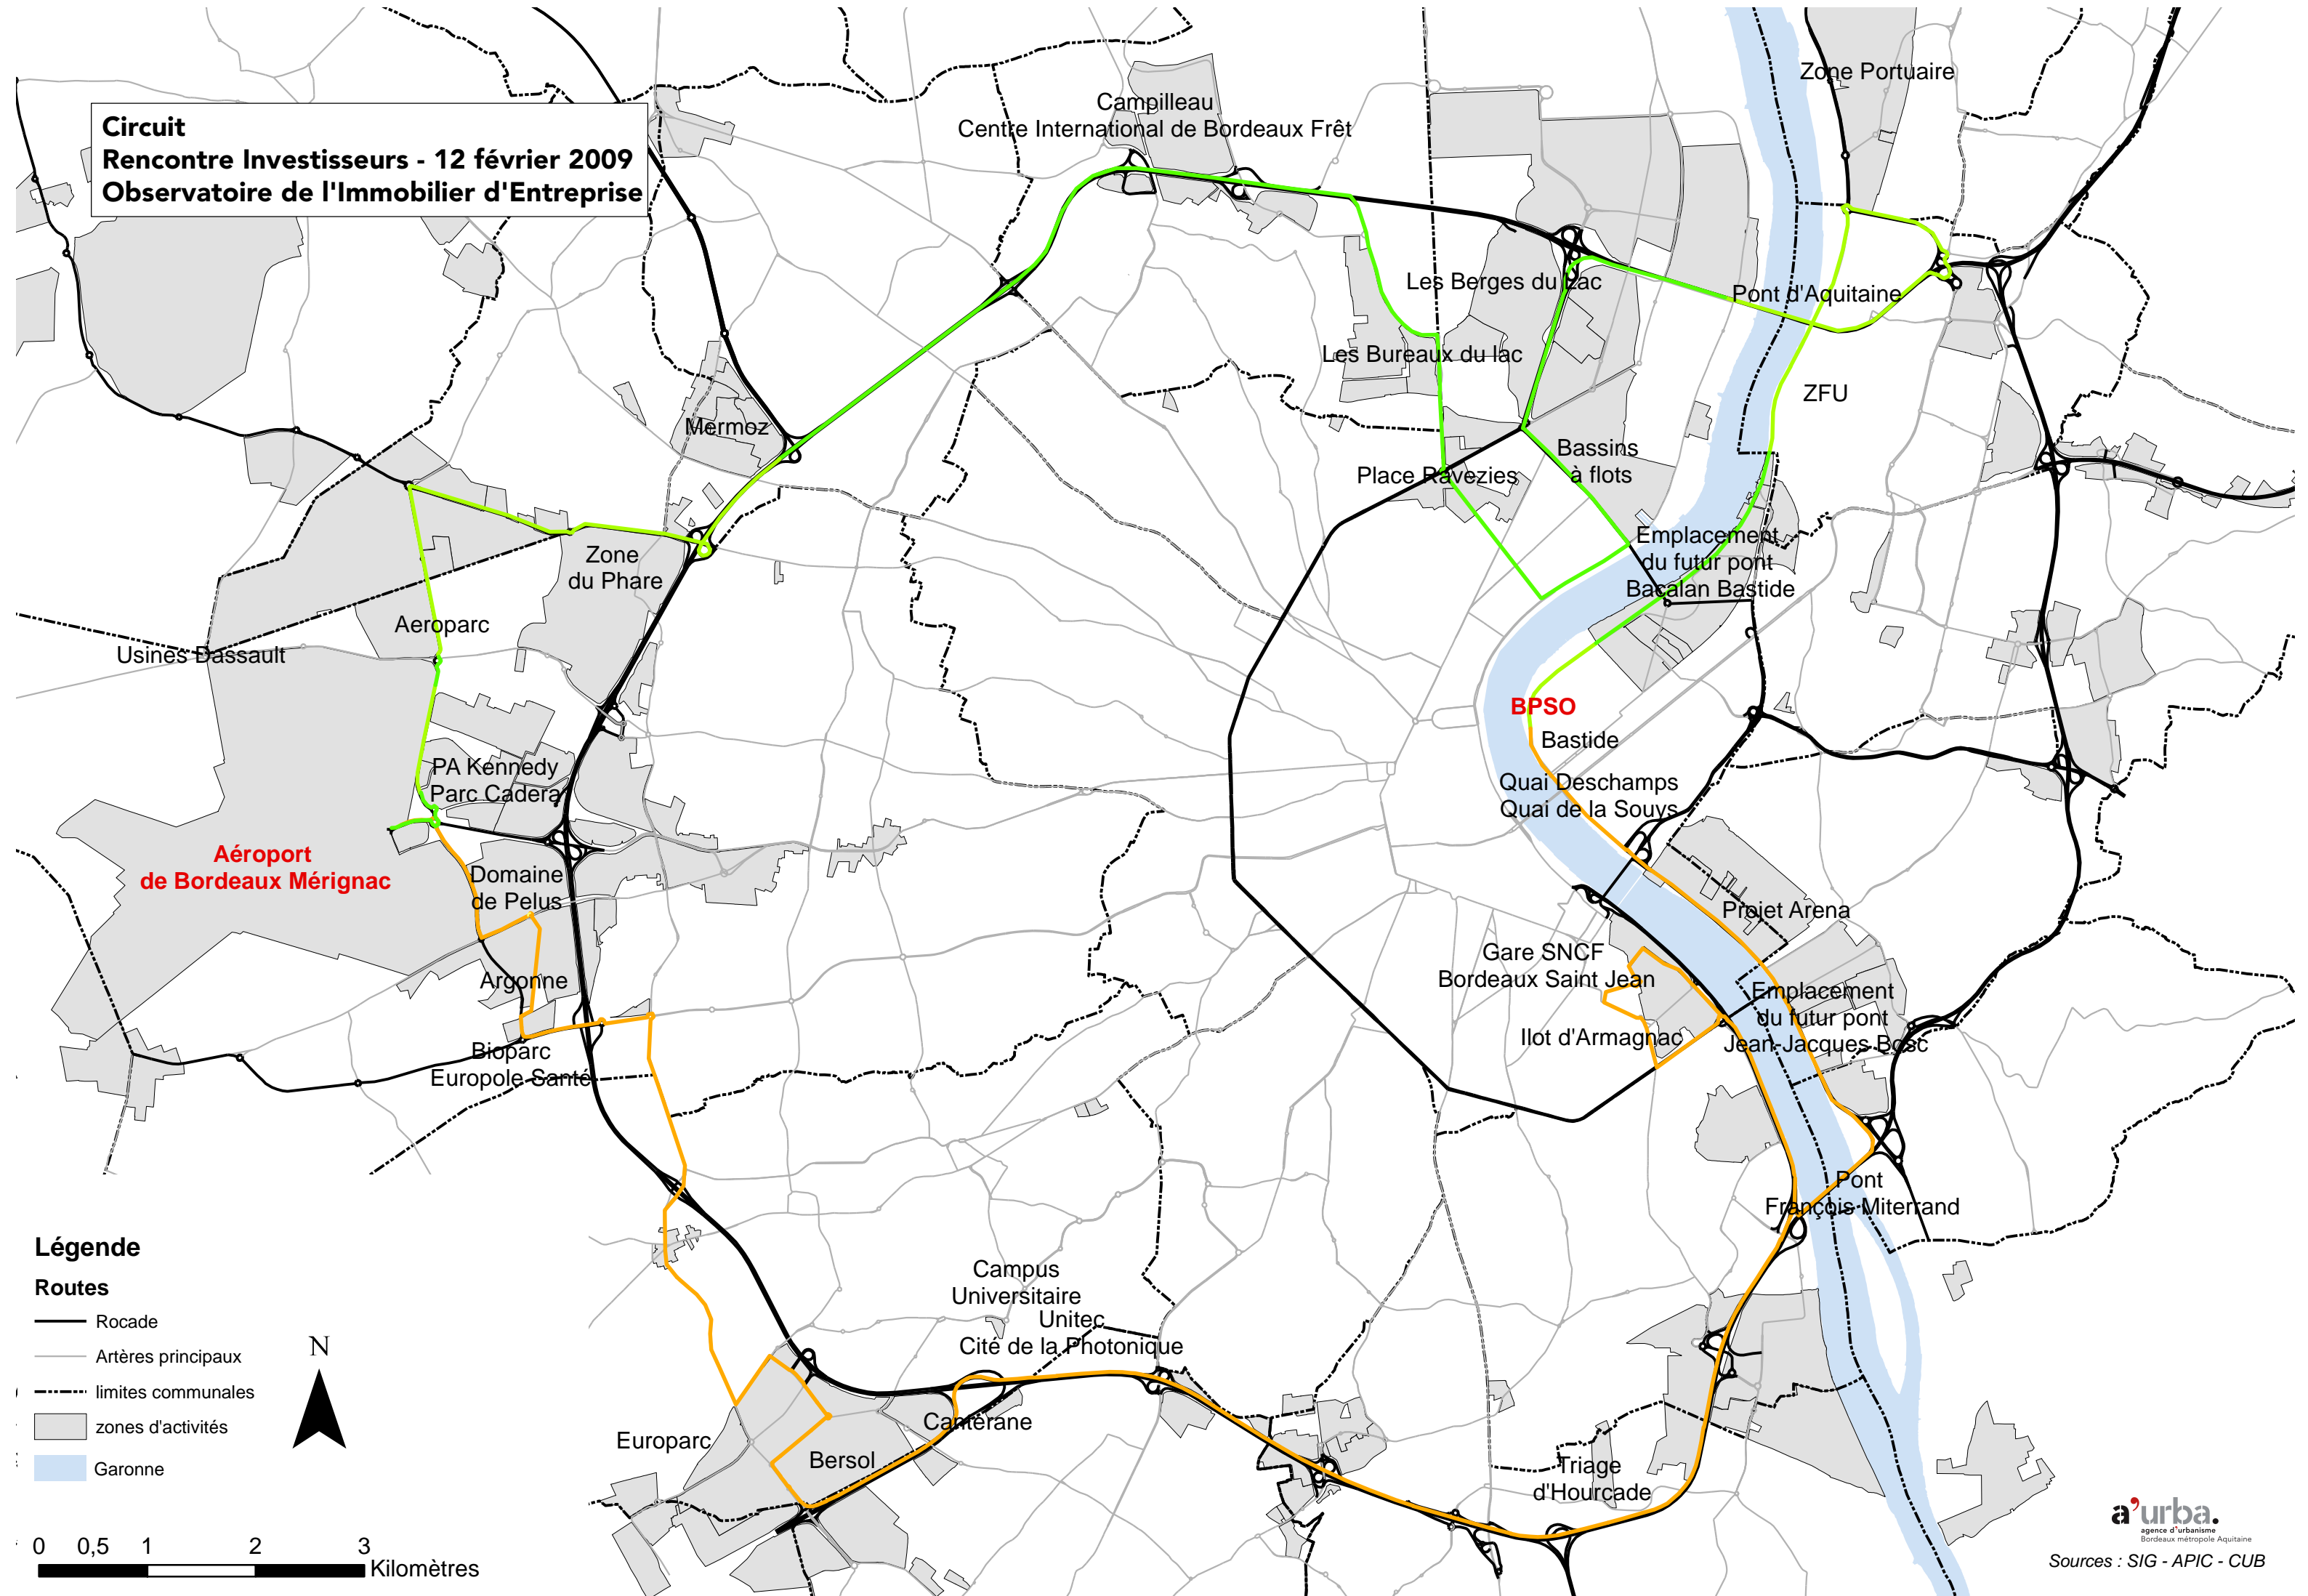 Circuit
Rencontre Investisseurs - 12 février 2009
Observatoire de l'Immobilier d'Entreprise
Zone Portuaire
Campilleau
Centre International de Bordeaux Frêt
Les Berges du Lac
Pont d'Aquitaine
Les Bureaux du lac
ZFU
Mermoz
Bassins
à flots
Place Ravezies
Emplacement
du futur pont
Bacalan Bastide
Zone
du Phare
Aeroparc
Usines Dassault
BPSO
Bastide
PA Kennedy
Parc Cadera
Quai Deschamps
Quai de la Souys
Aéroport
de Bordeaux Mérignac
Domaine
de Pelus
Projet Arena
Gare SNCF
Bordeaux Saint Jean
Argonne
Emplacement
du futur pont
Jean-Jacques Bosc
Ilot d'Armagnac
Bioparc
Europole Santé
Pont
François Miterrand
Campus
Universitaire
Unitec
Cité de la Photonique
Cantérane
Europarc
Bersol
Triage
d'Hourcade
Légende
Routes
Rocade
Artères principaux
limites communales
zones d'activités
Garonne
N
0 0,5 1 2 3
Kilomètres
a'urba.
agence d'urbanisme
Bordeaux métropole Aquitaine
Sources : SIG - APIC - CUB